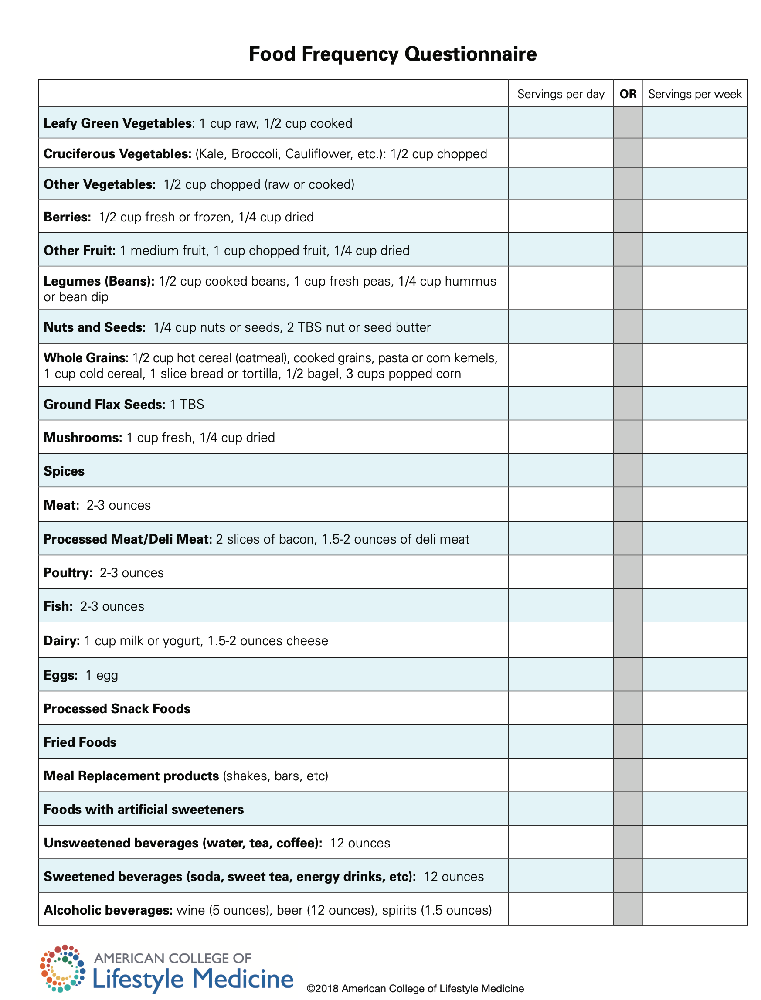 Food Frequency Questionnaire
Servings per day OR Servings per week
Leafy Green Vegetables: 1 cup raw, 1/2 cup cooked
Cruciferous Vegetables: (Kale, Broccoli, Cauliflower, etc.): 1/2 cup chopped
Other Vegetables: 1/2 cup chopped (raw or cooked)
Berries: 1/2 cup fresh or frozen, 1/4 cup dried
Other Fruit: 1 medium fruit, 1 cup chopped fruit, 1/4 cup dried
Legumes (Beans): 1/2 cup cooked beans, 1 cup fresh peas, 1/4 cup hummus
or bean dip
Nuts and Seeds: 1/4 cup nuts or seeds, 2 TBS nut or seed butter
Whole Grains: 1/2 cup hot cereal (oatmeal), cooked grains, pasta or corn kernels,
1 cup cold cereal, 1 slice bread or tortilla, 1/2 bagel, 3 cups popped corn
Ground Flax Seeds: 1 TBS
Mushrooms: 1 cup fresh, 1/4 cup dried
Spices
Meat: 2-3 ounces
Processed Meat/Deli Meat: 2 slices of bacon, 1.5-2 ounces of deli meat
Poultry: 2-3 ounces
Fish: 2-3 ounces
Dairy: 1 cup milk or yogurt, 1.5-2 ounces cheese
Eggs: 1 egg
Processed Snack Foods
Fried Foods
Meal Replacement products (shakes, bars, etc)
Foods with artificial sweeteners
Unsweetened beverages (water, tea, coffee): 12 ounces
Sweetened beverages (soda, sweet tea, energy drinks, etc): 12 ounces
Alcoholic beverages: wine (5 ounces), beer (12 ounces), spirits (1.5 ounces)
AMERICAN COLLEGE OF
Lifestyle Medicine
©2018 American College of Lifestyle Medicine